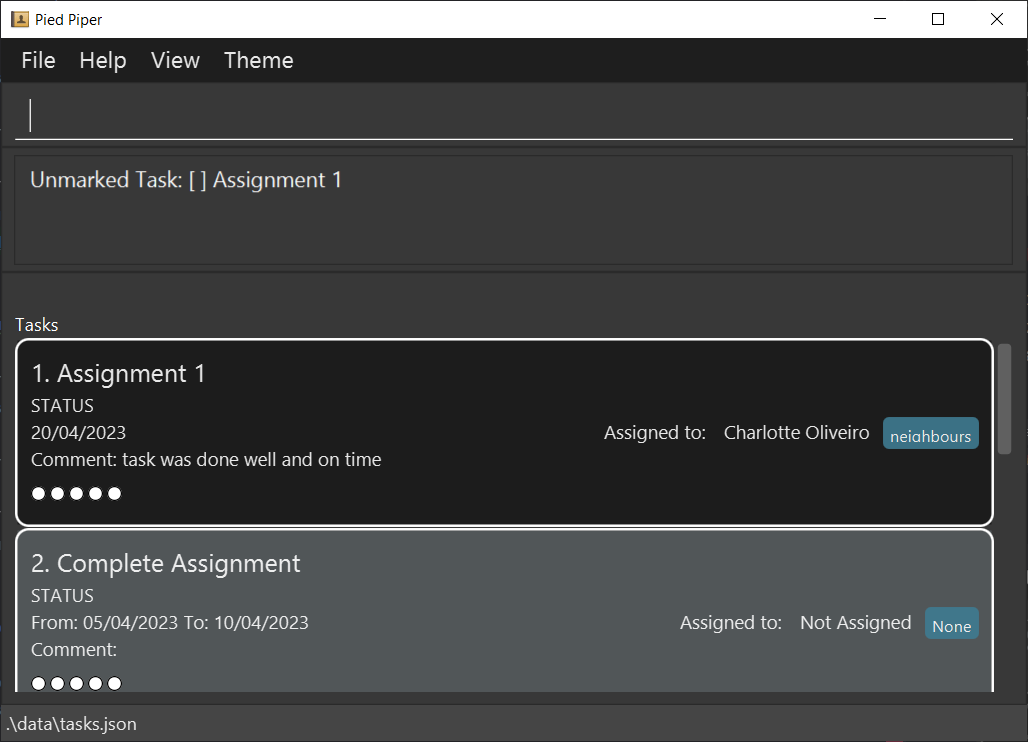 Pied Piper
File Help View Theme
Unmarked Task: [ ] Assignment 1
Tasks
1. Assignment 1
STATUS
20/04/2023
Assigned to: Charlotte Oliveiro neighbours
Comment: task was done well and on time
2. Complete Assignment
STATUS
From: 05/04/2023 To: 10/04/2023
Assigned to: Not Assigned None
Comment:
.\data\tasks.json